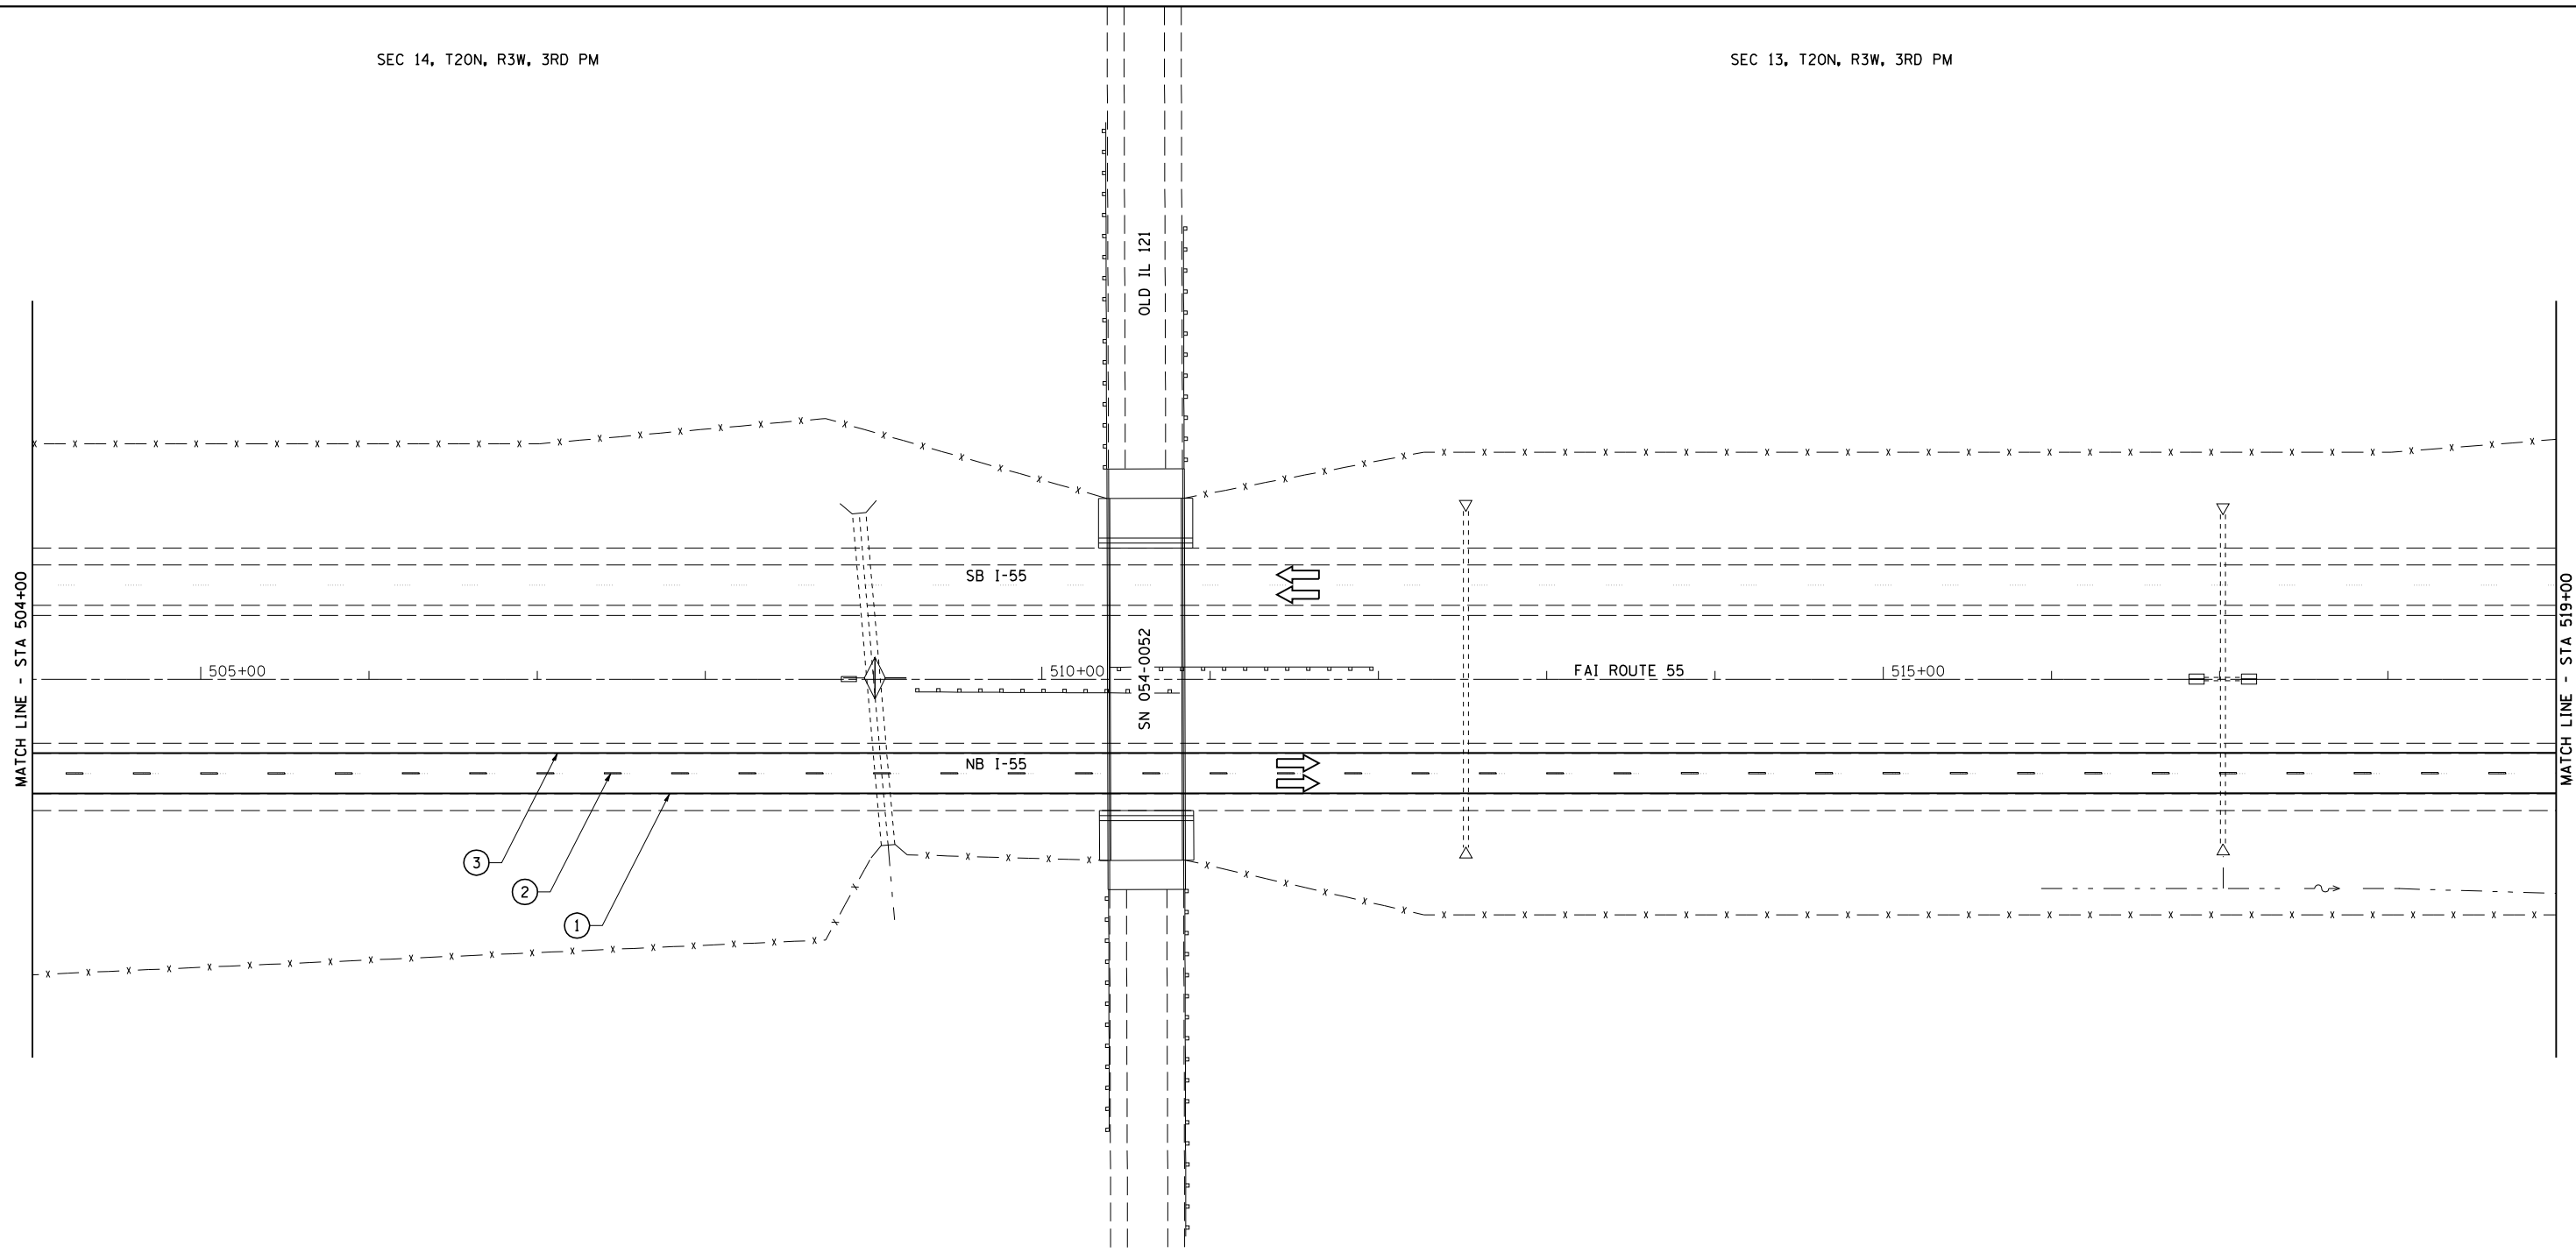 SEC 14, T20N, R3W, 3RD PM
SEC 13, T20N, R3W, 3RD PM
OLD IL 121
MATCH LINE - STA 504+00
SB I-55
MATCH LINE - STA 519+00
505+00
510+00
SN 054-0052
FAI ROUTE 55
515+00
NB I-55
3
2
1